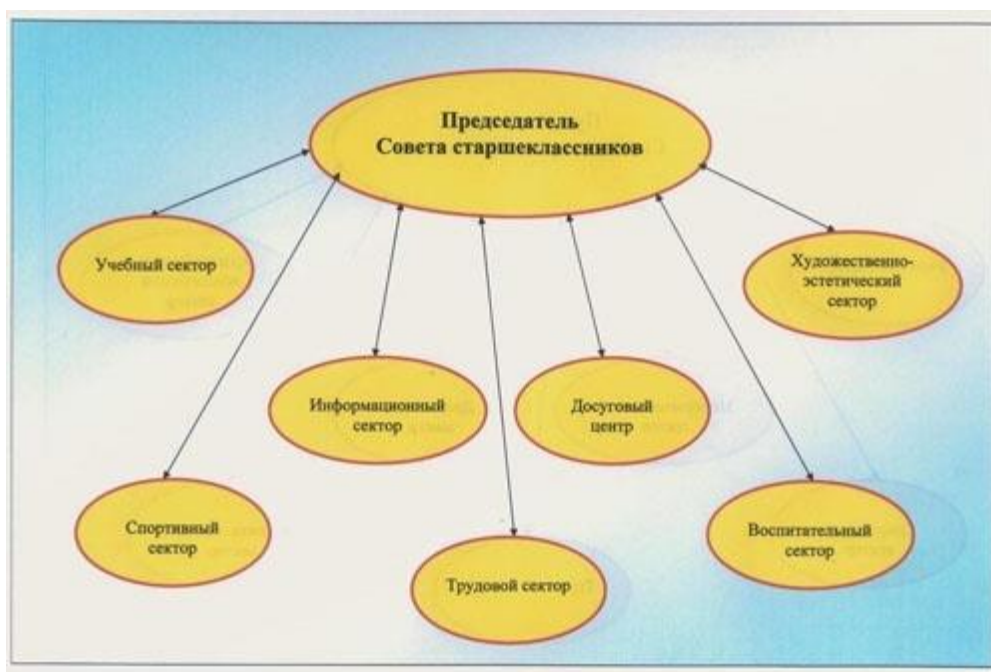 Председатель
Совета старшеклассников
Учебный сектор
Художественно-
эстетический
сектор
Информационный
сектор
Досуговый
центр
Спортивный
сектор
Трудовой сектор
Воспитательный
сектор